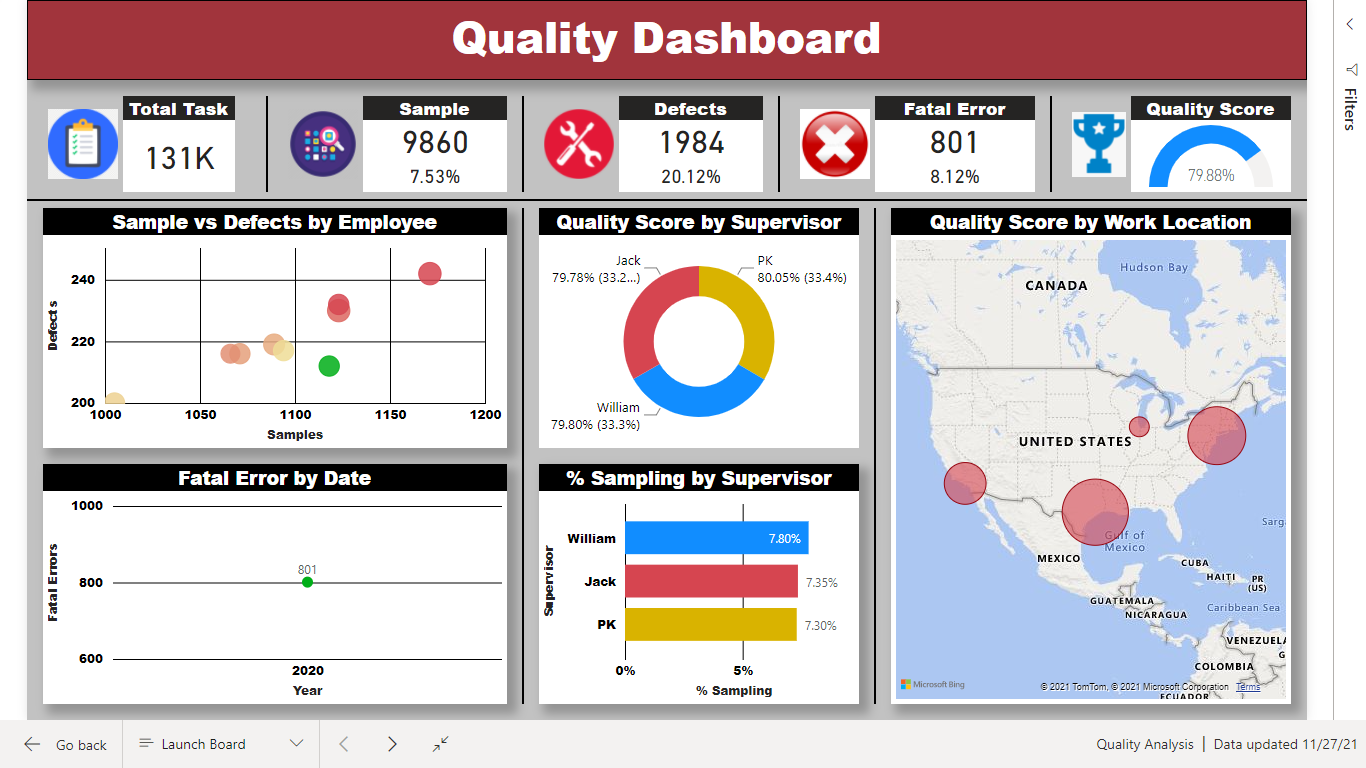 Quality Dashboard
Filters
Total Task
131K
Sample
9860
7.53%
Defects
1984
20.12%
Fatal Error
801
8.12%
Quality Score
79.88%
Sample vs Defects by Employee
Defects
240
220
200
1000 1050 1100 1150 1200
Samples
Quality Score by Supervisor
Jack
79.78% (33.2...)
PK
80.05% (33.4%)
William
79.80% (33.3%)
Quality Score by Work Location
Hudson Bay
CANADA
UNITED STATES
Gulf of
Mexico
MEXICO
Sarg
CUBA
HAITI
PR
(US)
GUATEMALA
NICARAGUA
Caribbean Sea
VENEZUELA
G
COLOMBIA
ECUADOR
Microsoft Bing
© 2021 TomTom, © 2021 Microsoft Corporation Terms
Fatal Error by Date
Fatal Errors
1000
800
600
801
2020
Year
% Sampling by Supervisor
Supervisor
William
7.80%
Jack
7.35%
PK
7.30%
0% 5%
% Sampling
Go back
Launch Board
Quality Analysis | Data updated 11/27/21